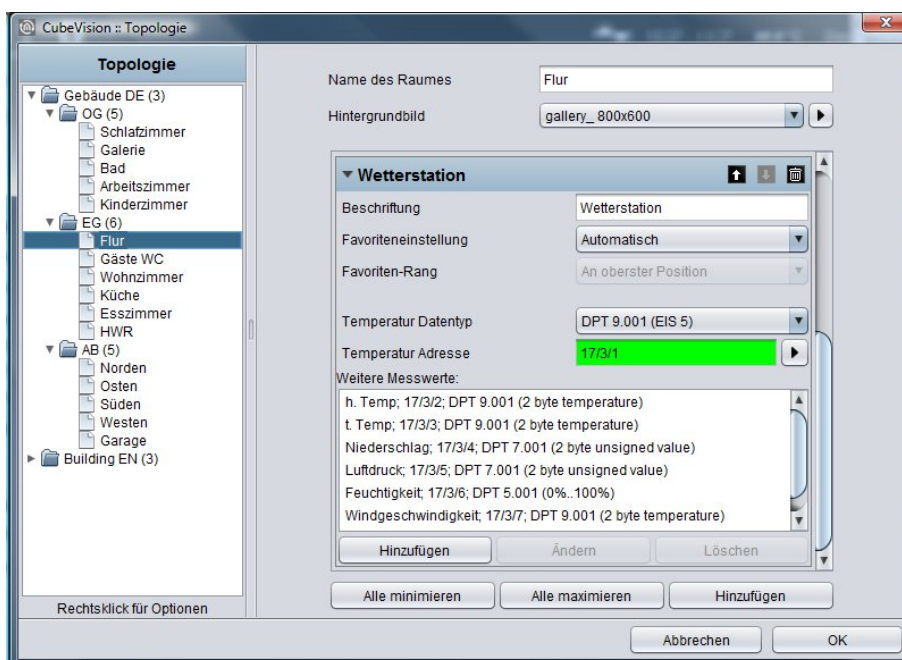 CubeVision :: Topologie
Topologie
Gebäude DE (3)
OG (5)
Schlafzimmer
Galerie
Bad
Arbeitszimmer
Kinderzimmer
EG (6)
Flur
Gäste WC
Wohnzimmer
Küche
Esszimmer
HWR
AB (5)
Norden
Osten
Süden
Westen
Garage
Building EN (3)
Rechtsklick für Optionen
Name des Raumes Flur
Hintergrundbild gallery_ 800x600
Wetterstation
Beschriftung Wetterstation
Favoriteneinstellung Automatisch
Favoriten-Rang An oberster Position
Temperatur Datentyp DPT 9.001 (EIS 5)
Temperatur Adresse 17/3/1
Weitere Messwerte:
h. Temp; 17/3/2; DPT 9.001 (2 byte temperature)
t. Temp; 17/3/3; DPT 9.001 (2 byte temperature)
Niederschlag; 17/3/4; DPT 7.001 (2 byte unsigned value)
Luftdruck; 17/3/5; DPT 7.001 (2 byte unsigned value)
Feuchtigkeit; 17/3/6; DPT 5.001 (0%..100%)
Windgeschwindigkeit; 17/3/7; DPT 9.001 (2 byte temperature)
Hinzufügen Ändern Löschen
Alle minimieren Alle maximieren Hinzufügen
Abbrechen OK